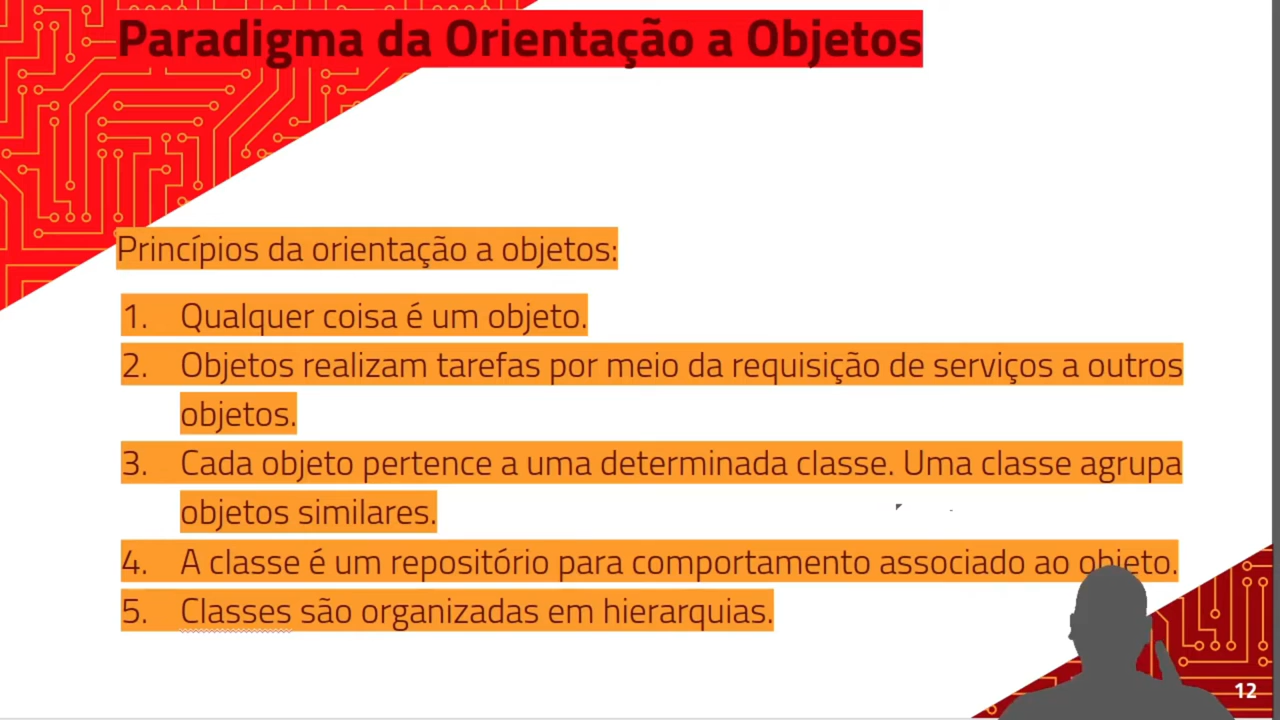 Paradigma da Orientação a Objetos
Princípios da orientação a objetos:
1. Qualquer coisa é um objeto.
2. Objetos realizam tarefas por meio da requisição de serviços a outros
objetos.
3. Cada objeto pertence a uma determinada classe. Uma classe agrupa
objetos similares.
4. A classe é um repositório para comportamento associado ao objeto.
5. Classes são organizadas em hierarquias.
12